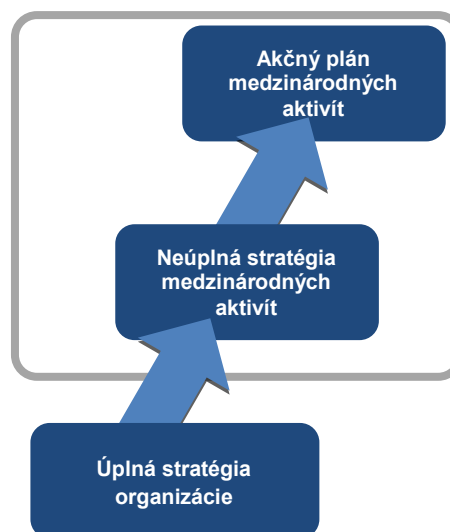 Akčný plán
medzinárodných
aktivít
Neúplná stratégia
medzinárodných
aktivít
Úplná stratégia
organizácie